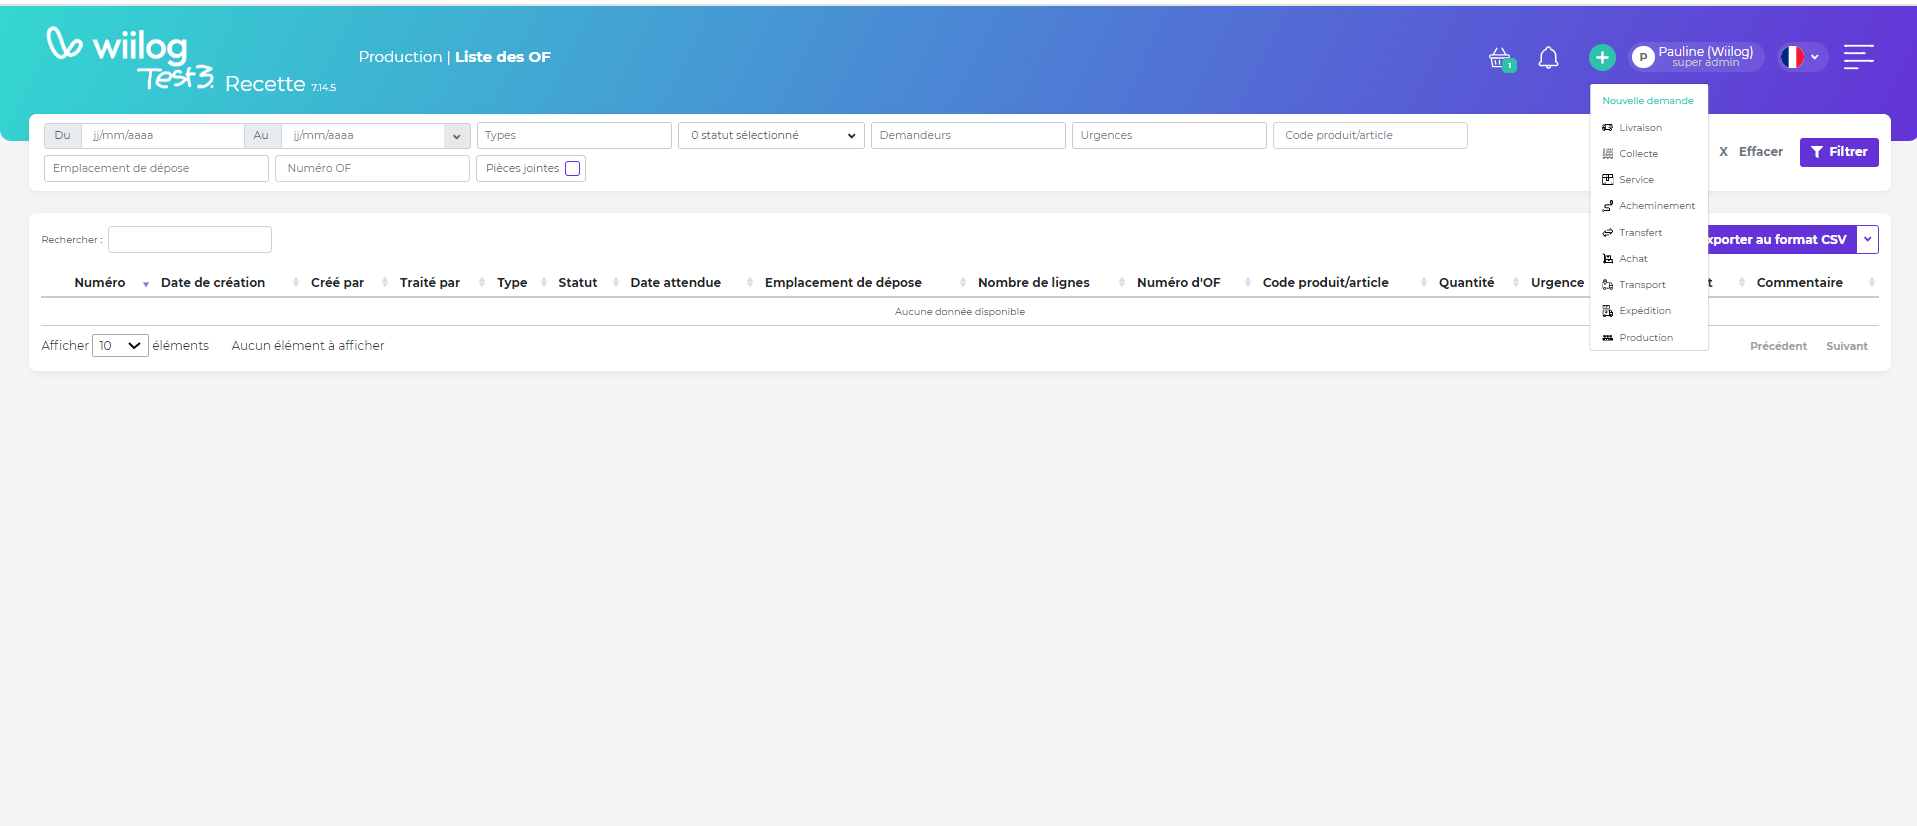 wiilog
Test3.
Recette 7.14.5
Production | Liste des OF
1
P
Pauline (Wiilog)
super admin
Nouvelle demande
Livraison
Collecte
Service
Acheminement
Transfert
Achat
Transport
Expédition
Production
Du jj/mm/aaaa Au jj/mm/aaaa Types 0 statut sélectionné Demandeurs Urgences Code produit/article
Emplacement de dépose Numéro OF Pièces jointes
X Effacer Filtrer
Rechercher :
xporter au format CSV
Numéro Date de création Créé par Traité par Type Statut Date attendue Emplacement de dépose Nombre de lignes Numéro d'OF Code produit/article Quantité Urgence t Commentaire
Aucune donnée disponible
Afficher 10 éléments Aucun élément à afficher
Précédent Suivant